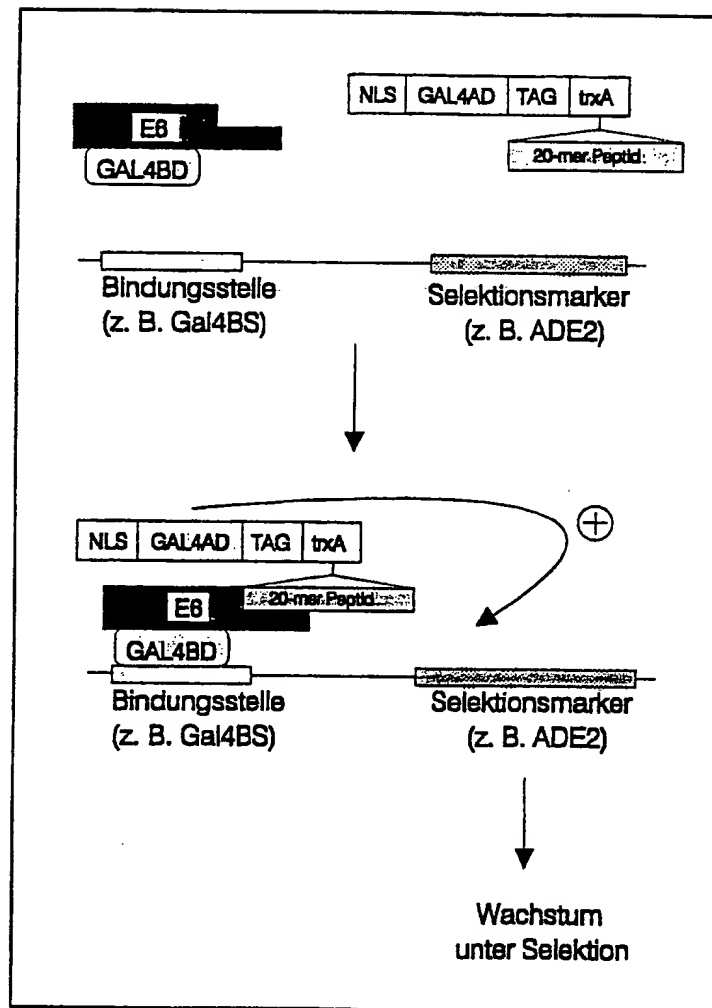 NLS GAL4AD TAG trxA
E6
20-mer Peptid
GAL4BD
Bindungsstelle
(z. B. Gal4BS)
Selektionsmarker
(z. B. ADE2)
+
NLS GAL4AD TAG trxA
20-mer Peptid
E6
GAL4BD
Bindungsstelle
(z. B. Gal4BS)
Selektionsmarker
(z. B. ADE2)
Wachstum
unter Selektion